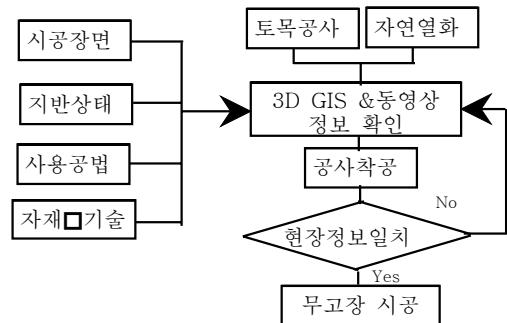 시공장면
토목공사
자연열화
지반상태
3D GIS &동영상
정보 확인
사용공법
공사착공
자재□기술
현장정보일치
No
Yes
무고장 시공